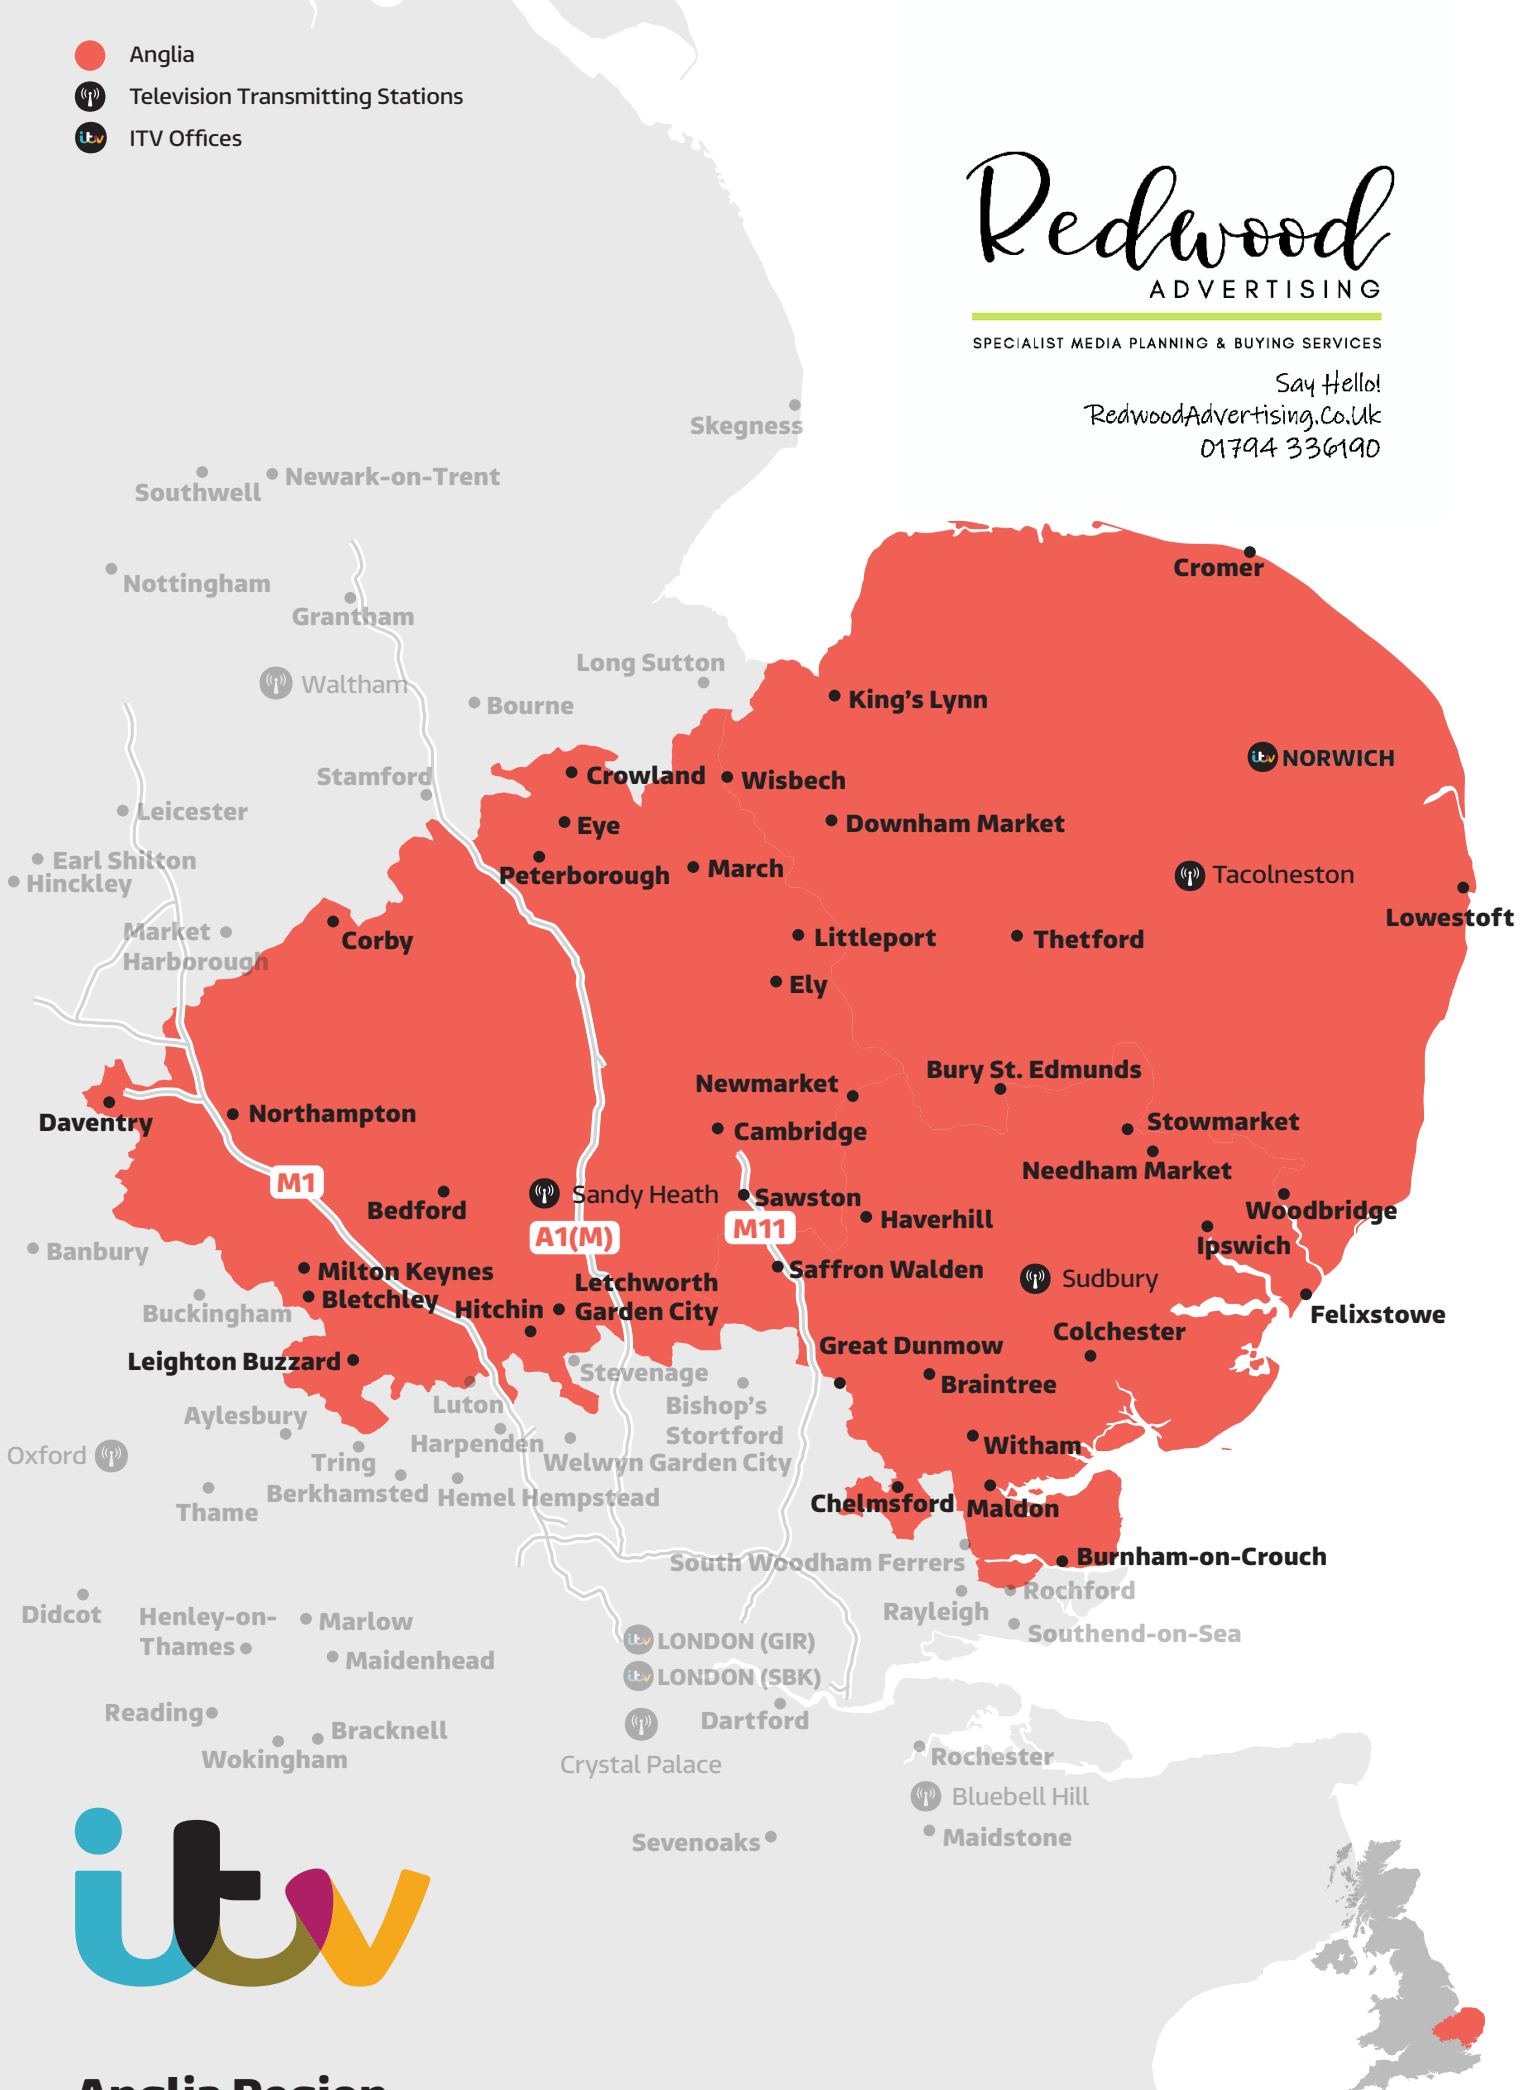 Anglia
Television Transmitting Stations
itv
ITV Offices
Redwood
ADVERTISING
SPECIALIST MEDIA PLANNING & BUYING SERVICES
Say Hello!
RedwoodAdvertising.Co.Uk
01794 336190
Skegness
Newark-on-Trent
Southwell
Cromer
Nottingham
Grantham
Long Sutton
Waltham
King's Lynn
Bourne
itv NORWICH
Stamford
Crowland
Wisbech
Leicester
Eye
Downham Market
Earl Shilton
Hinckley
Peterborough
March
Tacolneston
Lowestoft
Market
Harborough
Corby
Littleport
Thetford
Ely
Bury St. Edmunds
Newmarket
Daventry
Northampton
Cambridge
Stowmarket
Needham Market
M1
Bedford
Sandy Heath
Sawston
Woodbridge
A1(M)
M11
Haverhill
Ipswich
Banbury
Milton Keynes
Saffron Walden
Sudbury
Bletchley
Letchworth
Garden City
Hitchin
Buckingham
Felixstowe
Colchester
Great Dunmow
Leighton Buzzard
Stevenage
Braintree
Luton
Bishop's
Stortford
Aylesbury
Harpenden
Witham
Oxford
Tring
Welwyn Garden City
Berkhamsted
Hemel Hempstead
Thame
Chelmsford
Maldon
South Woodham Ferrers
Burnham-on-Crouch
Rochford
Rayleigh
Didcot
Henley-on-
Thames
Marlow
Southend-on-Sea
itv LONDON (GIR)
Maidenhead
itv LONDON (SBK)
Reading
Dartford
Bracknell
Wokingham
Crystal Palace
Rochester
Bluebell Hill
Sevenoaks
Maidstone
itv
Anglia Region